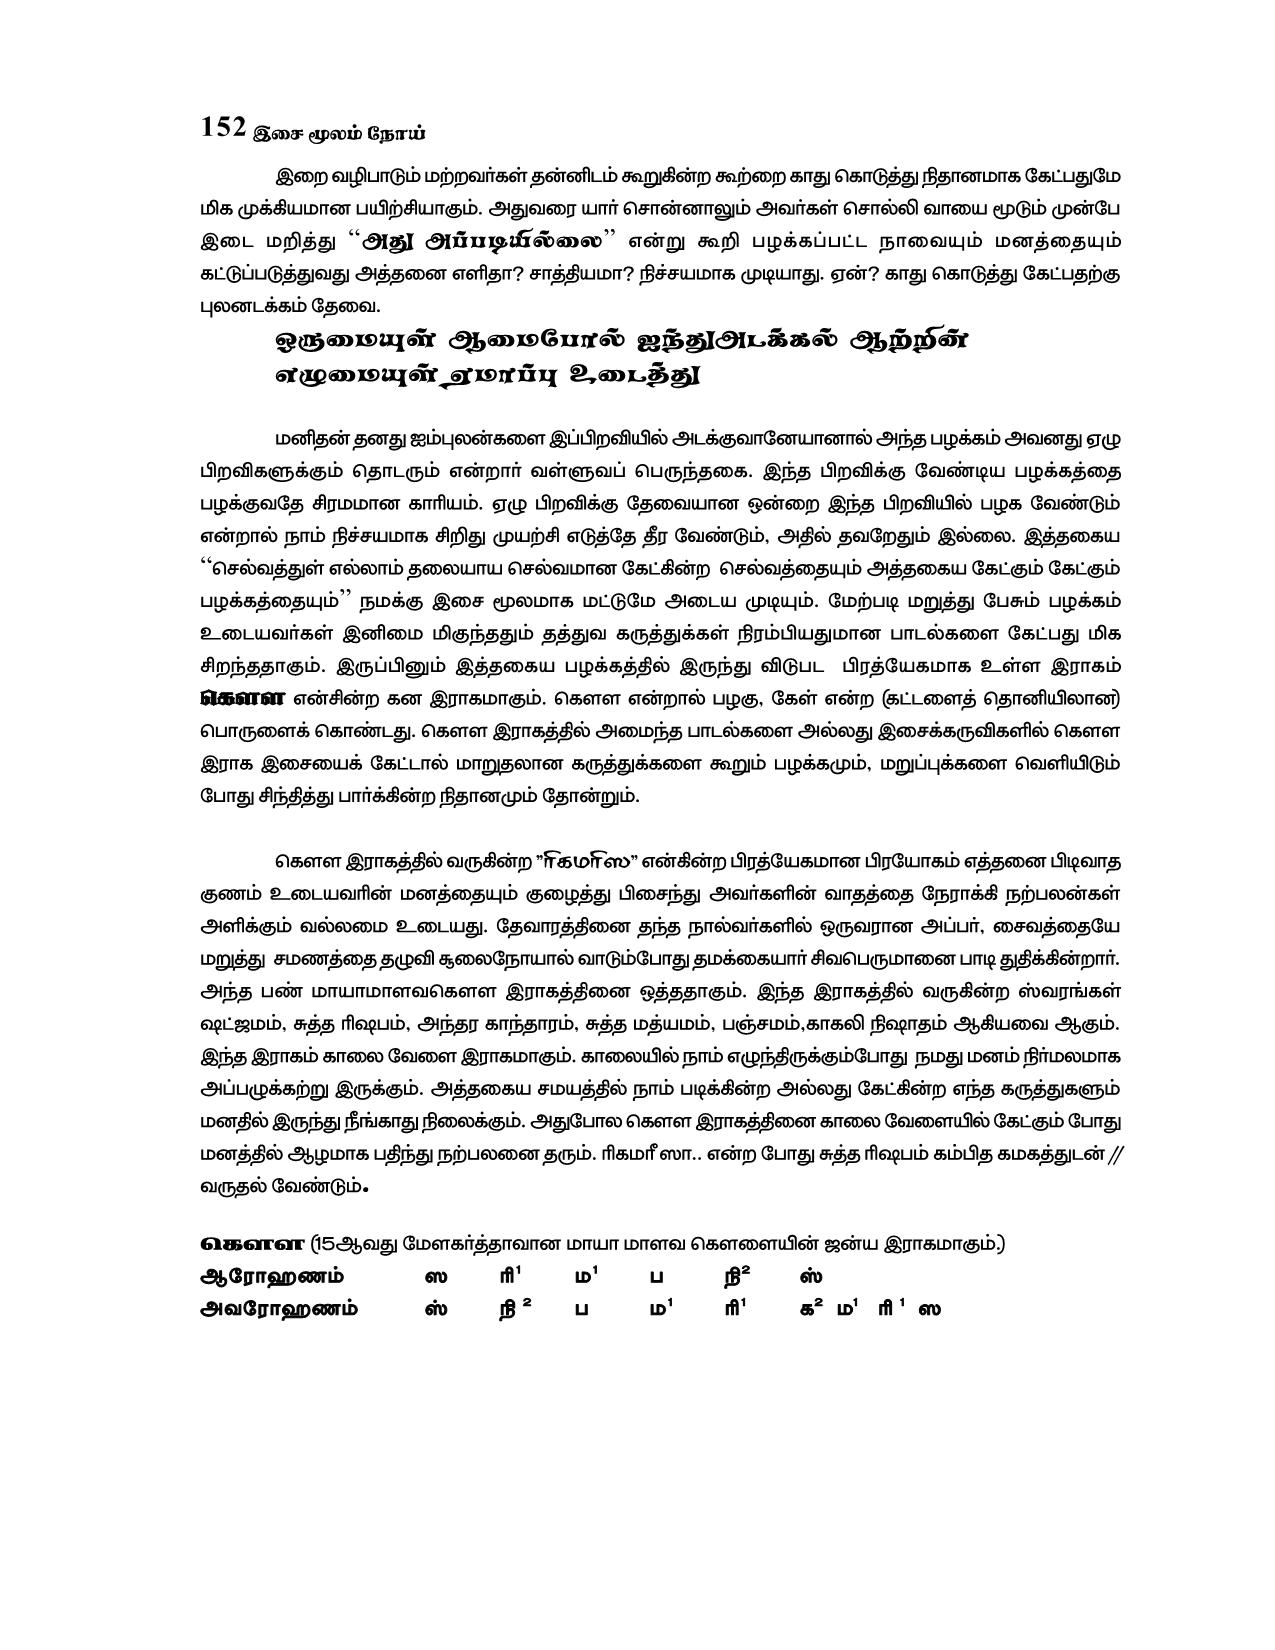 152 இசை மூலம் நோய்
இறை வழிபாடும் மற்றவர்கள் தன்னிடம் கூறுகின்ற கூற்றை காது கொடுத்து நிதானமாக கேட்பதுமே
மிக முக்கியமான பயிற்சியாகும். அதுவரை யார் சொன்னாலும் அவர்கள் சொல்லி வாயை மூடும் முன்பே
இடை மறித்து “அது அப்படியில்லை” என்று கூறி பழக்கப்பட்ட நாவையும் மனத்தையும்
கட்டுப்படுத்துவது அத்தனை எளிதா? சாத்தியமா? நிச்சயமாக முடியாது. ஏன்? காது கொடுத்து கேட்பதற்கு
புலனடக்கம் தேவை.
ஒருமையுள் ஆமைபோல் ஐந்துஅடக்கல் ஆற்றின்
எழுமையுள் ஏமாப்பு உடைத்து
மனிதன் தனது ஐம்புலன்களை இப்பிறவியில் அடக்குவானேயானால் அந்த பழக்கம் அவனது ஏழு
பிறவிகளுக்கும் தொடரும் என்றார் வள்ளுவப் பெருந்தகை. இந்த பிறவிக்கு வேண்டிய பழக்கத்தை
பழக்குவதே சிரமமான காரியம். ஏழு பிறவிக்கு தேவையான ஒன்றை இந்த பிறவியில் பழக வேண்டும்
என்றால் நாம் நிச்சயமாக சிறிது முயற்சி எடுத்தே தீர வேண்டும், அதில் தவறேதும் இல்லை. இத்தகைய
“செல்வத்துள் எல்லாம் தலையாய செல்வமான கேட்கின்ற செல்வத்தையும் அத்தகைய கேட்கும் கேட்கும்
பழக்கத்தையும்” நமக்கு இசை மூலமாக மட்டுமே அடைய முடியும். மேற்படி மறுத்து பேசும் பழக்கம்
உடையவர்கள் இனிமை மிகுந்ததும் தத்துவ கருத்துக்கள் நிரம்பியதுமான பாடல்களை கேட்பது மிக
சிறந்ததாகும். இருப்பினும் இத்தகைய பழக்கத்தில் இருந்து விடுபட பிரத்யேகமாக உள்ள இராகம்
கௌள என்சின்ற கன இராகமாகும். கௌள என்றால் பழகு, கேள் என்ற (கட்டளைத் தொனியிலான)
பொருளைக் கொண்டது. கௌள இராகத்தில் அமைந்த பாடல்களை அல்லது இசைக்கருவிகளில் கௌள
இராக இசையைக் கேட்டால் மாறுதலான கருத்துக்களை கூறும் பழக்கமும், மறுப்புக்களை வெளியிடும்
போது சிந்தித்து பார்க்கின்ற நிதானமும் தோன்றும்.
கௌள இராகத்தில் வருகின்ற ”ரிகமரிஸ” என்கின்ற பிரத்யேகமான பிரயோகம் எத்தனை பிடிவாத
குணம் உடையவரின் மனத்தையும் குழைத்து பிசைந்து அவர்களின் வாதத்தை நேராக்கி நற்பலன்கள்
அளிக்கும் வல்லமை உடையது. தேவாரத்தினை தந்த நால்வர்களில் ஒருவரான அப்பர், சைவத்தையே
மறுத்து சமணத்தை தழுவி சூலைநோயால் வாடும்போது தமக்கையார் சிவபெருமானை பாடி துதிக்கின்றார்.
அந்த பண் மாயாமாளவகௌள இராகத்தினை ஒத்ததாகும். இந்த இராகத்தில் வருகின்ற ஸ்வரங்கள்
ஷட்ஜமம், சுத்த ரிஷபம், அந்தர காந்தாரம், சுத்த மத்யமம், பஞ்சமம்,காகலி நிஷாதம் ஆகியவை ஆகும்.
இந்த இராகம் காலை வேளை இராகமாகும். காலையில் நாம் எழுந்திருக்கும்போது நமது மனம் நிர்மலமாக
அப்பழுக்கற்று இருக்கும். அத்தகைய சமயத்தில் நாம் படிக்கின்ற அல்லது கேட்கின்ற எந்த கருத்துகளும்
மனதில் இருந்து நீங்காது நிலைக்கும். அதுபோல கௌள இராகத்தினை காலை வேளையில் கேட்கும் போது
மனத்தில் ஆழமாக பதிந்து நற்பலனை தரும். ரிகமரீ ஸா.. என்ற போது சுத்த ரிஷபம் கம்பித கமகத்துடன் //
வருதல் வேண்டும்.
கௌள (15ஆவது மேளகர்த்தாவான மாயா மாளவ கௌளையின் ஜன்ய இராகமாகும்.)
ஆரோஹணம் ஸ ரி¹ ம¹ ப நி² ஸ்
அவரோஹணம் ஸ் நி² ப ம¹ ரி¹ க² ம¹ ரி¹ ஸ